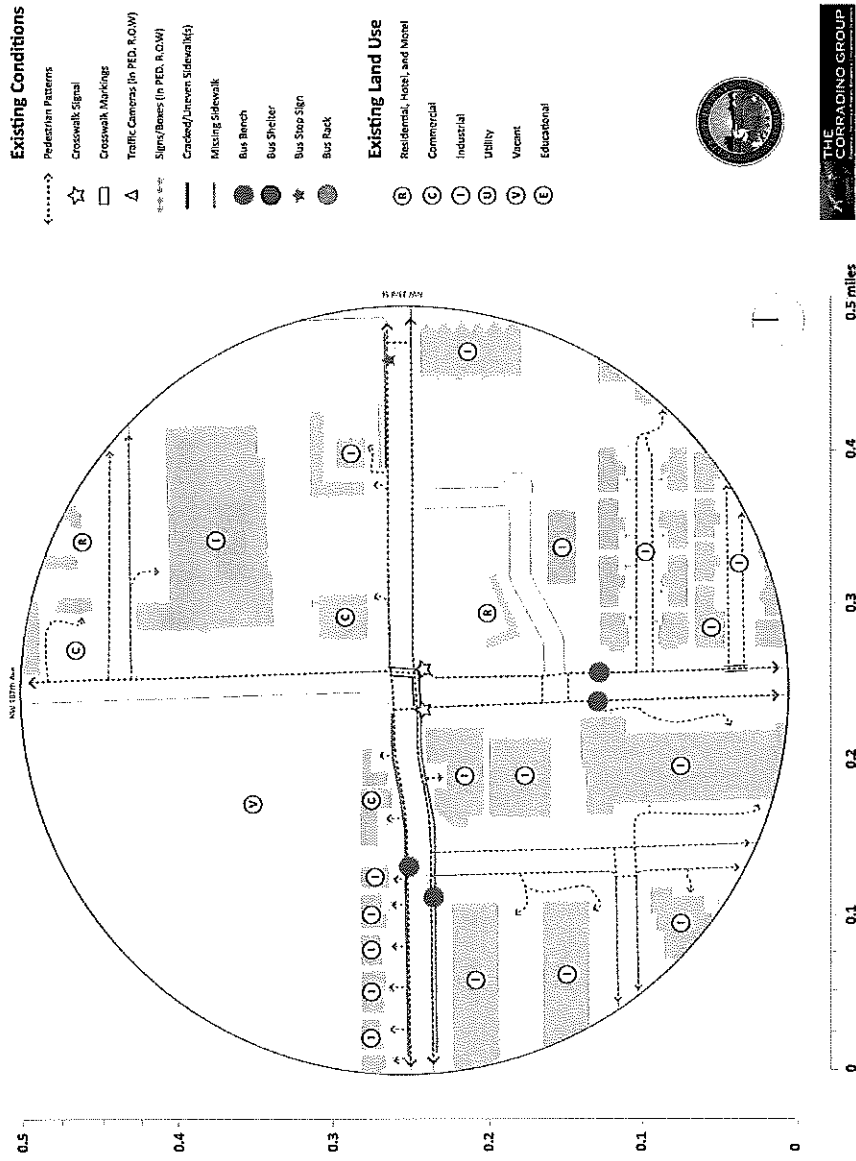 Existing Conditions
Pedestrian Patterns
Crosswalk Signal
Crosswalk Markings
Traffic Cameras (in PED. R.O.W)
Signs/Boxes (in PED. R.O.W)
Cracked/Uneven Sidewalk(s)
Missing Sidewalk
Bus Bench
Bus Shelter
Bus Stop Sign
Bus Rack
Existing Land Use
R Residential, Hotel, and Motel
C Commercial
I Industrial
U Utility
V Vacant
E Educational
THE
CORRADINO GROUP
NW 107th Ave
C
R
I
V
C
I
C
I
I
I
I
I
I
I
I
R
I
I
I
I
I
I
I
I
I
0.5
0.4
0.3
0.2
0.1
0
0
0.1
0.2
0.3
0.4
0.5 miles